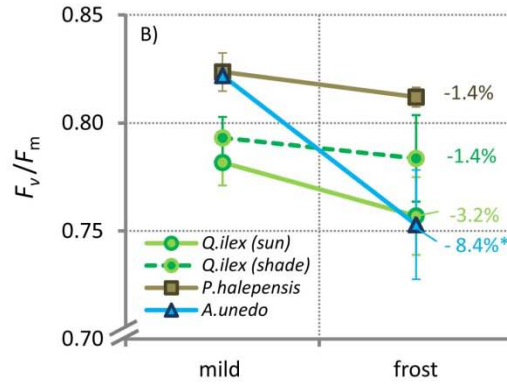 0.85
B)
-1.4%
0.80
-1.4%
Fv/Fm
0.75
-3.2%
- 8.4%*
Q.ilex (sun)
Q.ilex (shade)
P.halepensis
A.unedo
0.70
mild frost